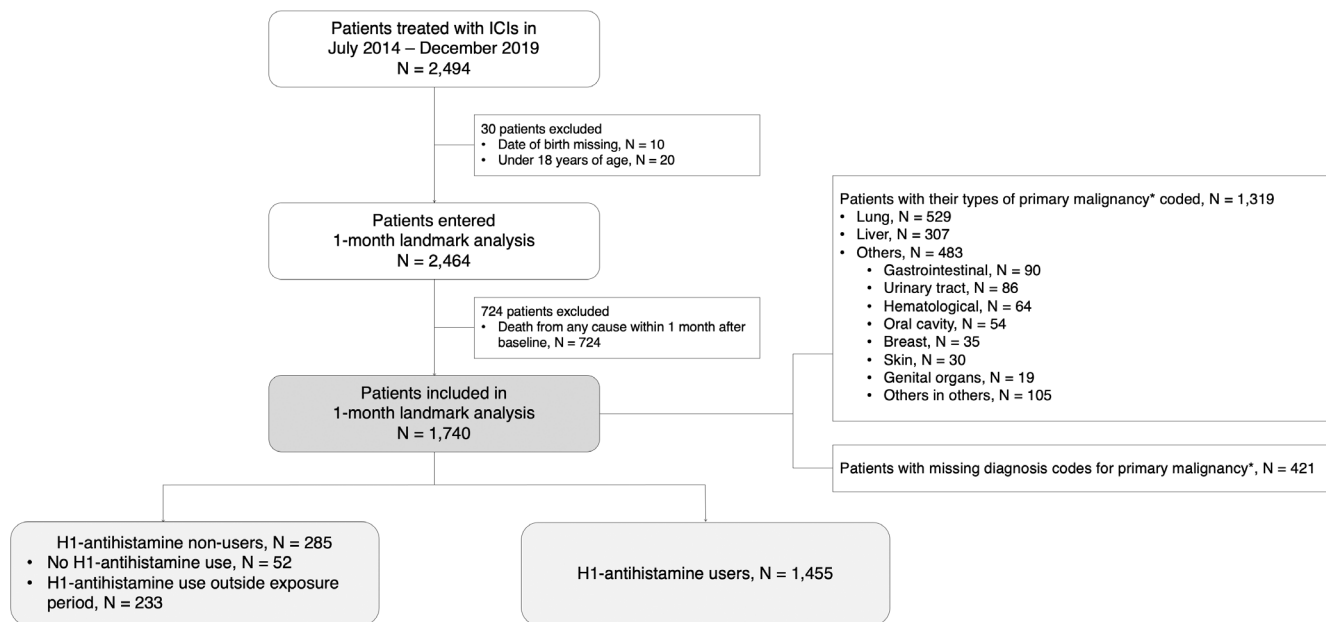 Patients treated with ICIs in
July 2014 – December 2019
N = 2,494
30 patients excluded
• Date of birth missing, N = 10
• Under 18 years of age, N = 20
Patients entered
1-month landmark analysis
N = 2,464
724 patients excluded
• Death from any cause within 1 month after
baseline, N = 724
Patients included in
1-month landmark analysis
N = 1,740
Patients with their types of primary malignancy* coded, N = 1,319
• Lung, N = 529
• Liver, N = 307
• Others, N = 483
• Gastrointestinal, N = 90
• Urinary tract, N = 86
• Hematological, N = 64
• Oral cavity, N = 54
• Breast, N = 35
• Skin, N = 30
• Genital organs, N = 19
• Others in others, N = 105
Patients with missing diagnosis codes for primary malignancy*, N = 421
H1-antihistamine non-users, N = 285
• No H1-antihistamine use, N = 52
• H1-antihistamine use outside exposure
period, N = 233
H1-antihistamine users, N = 1,455